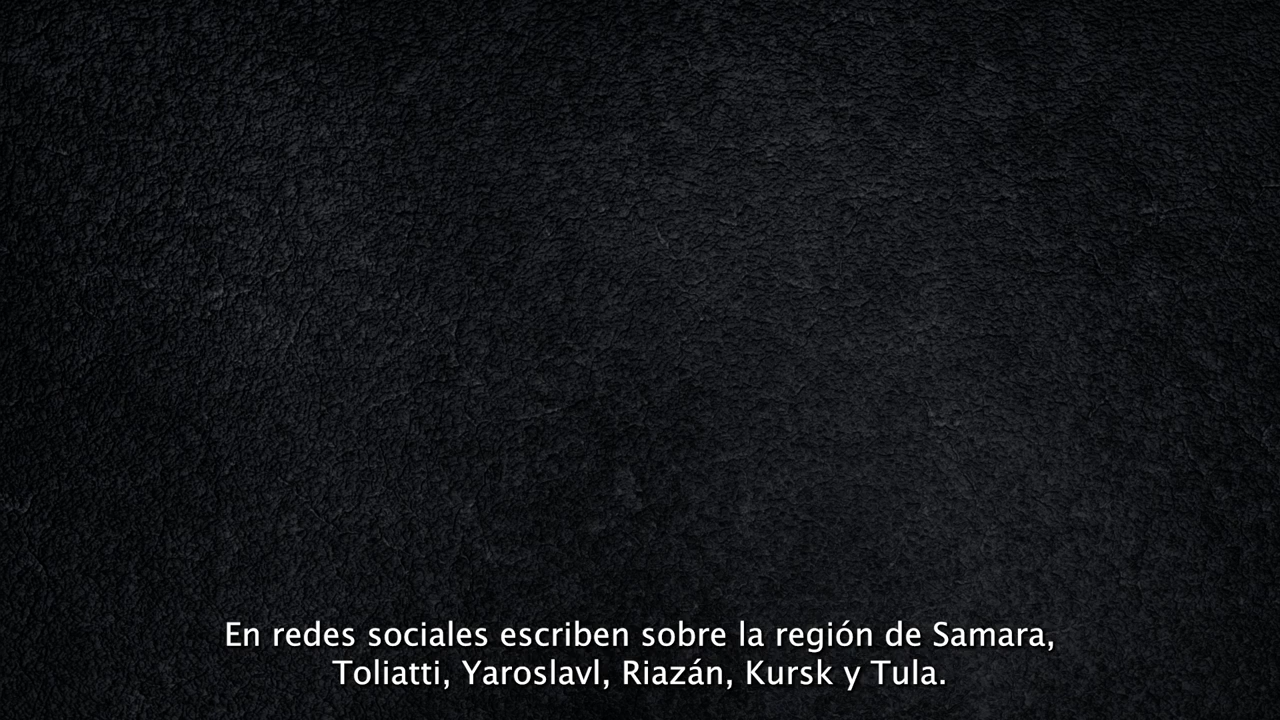 En redes sociales escriben sobre la región de Samara,
Toliatti, Yaroslavl, Riazán, Kursk y Tula.